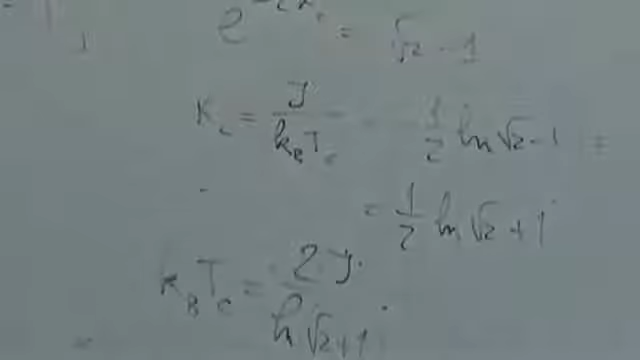 e^{-2K_c} = √2 - 1
K_c = J / k_B T_c = - 1/2 ln √2 - 1 =
= 1/2 ln √2 + 1
k_B T_c = 2J / ln √2 + 1